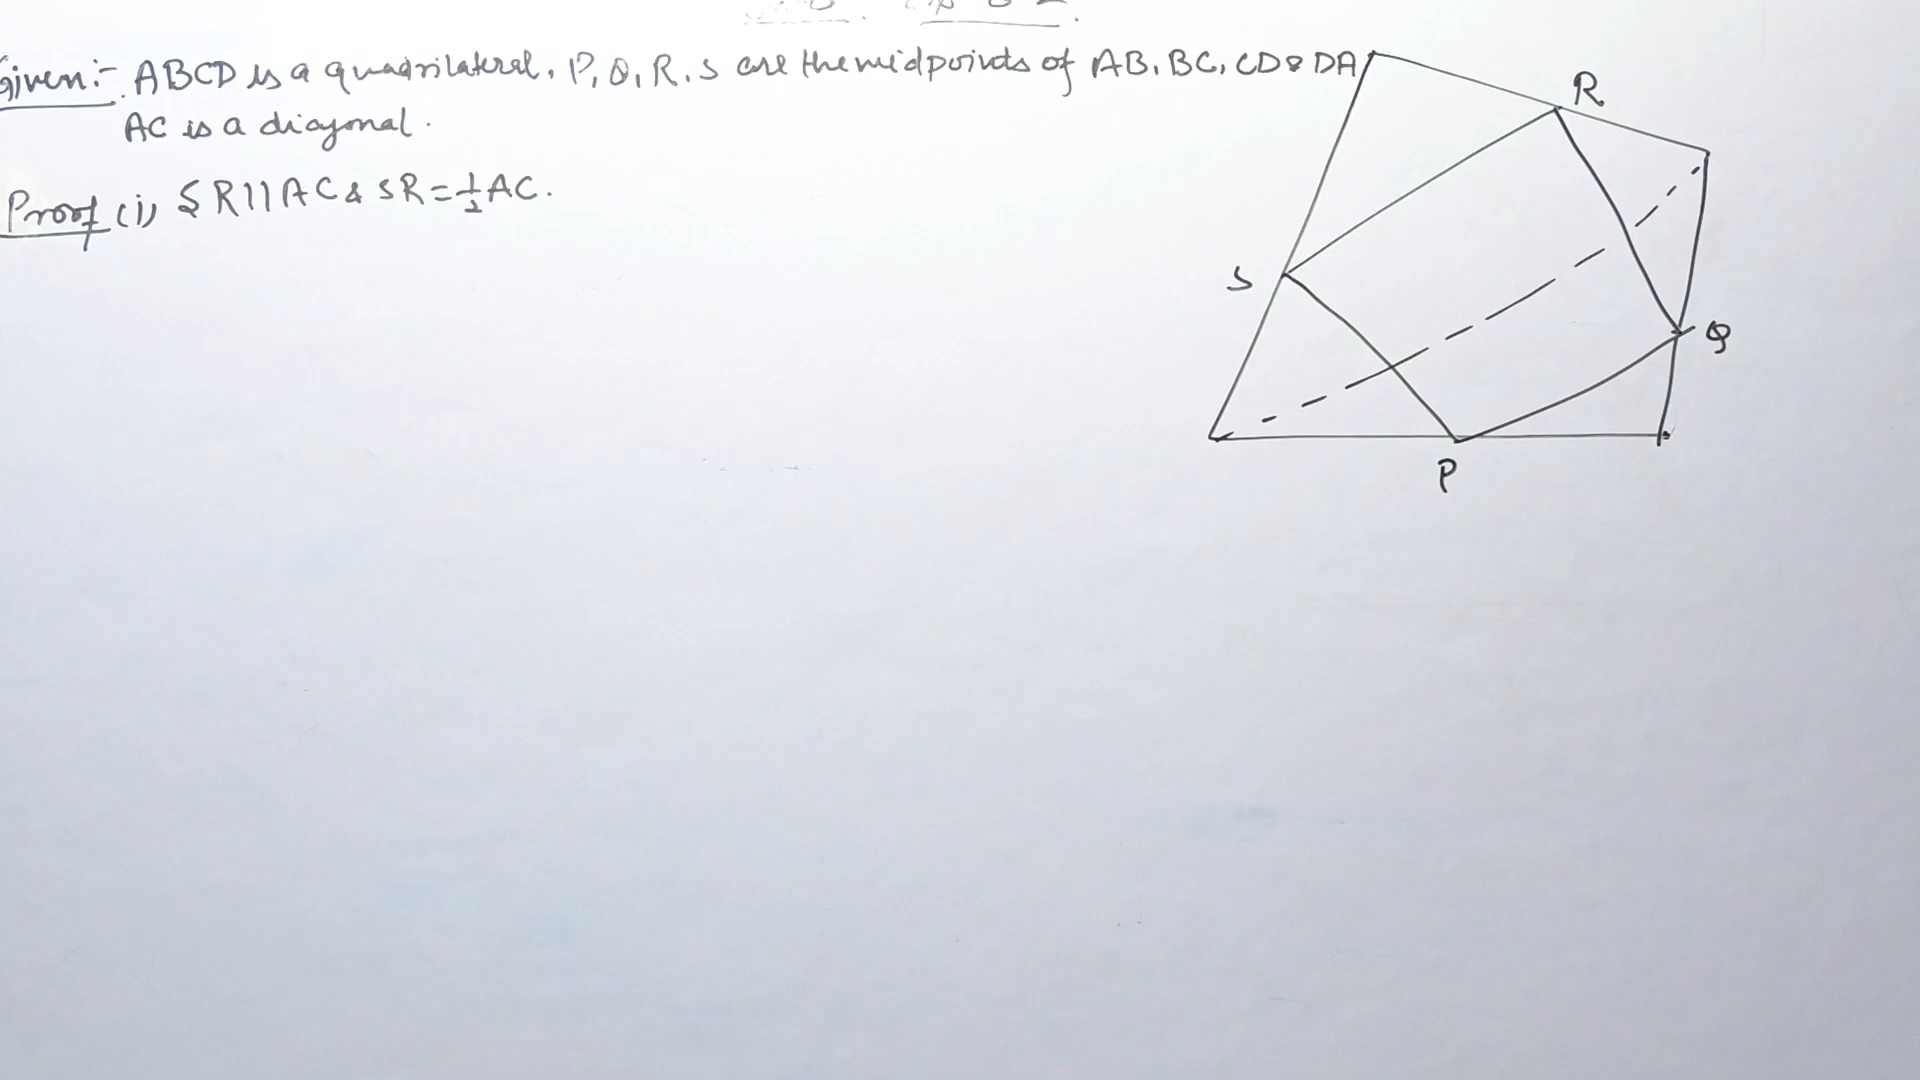 Given:- ABCD is a quadrilateral, P, Q, R, S are the midpoints of AB, BC, CD & DA
AC is a diagonal.
Proof (i) SR || AC & SR = 1/2 AC.
R
S
Q
P